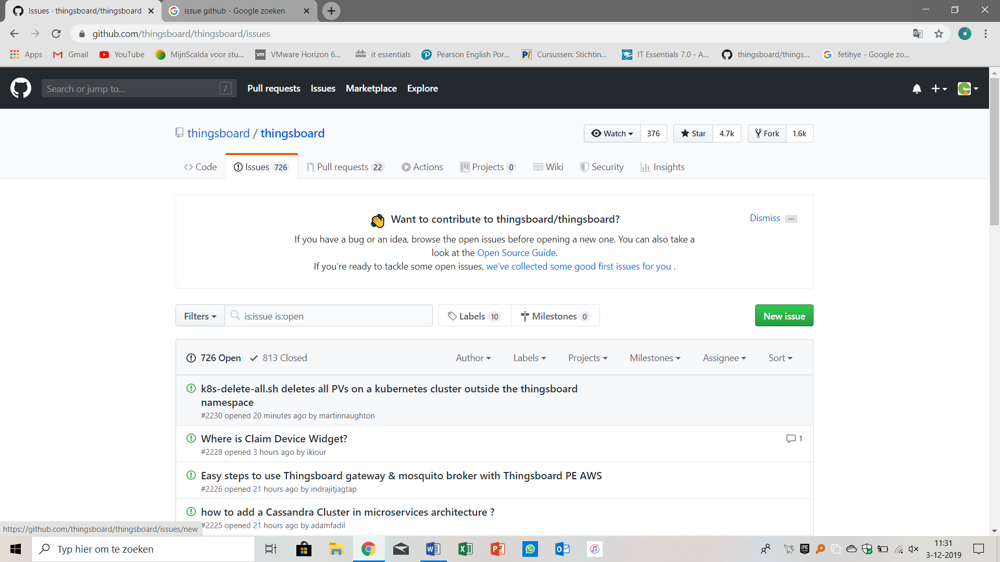 Issues · thingsboard/thingsboard
issue github - Google zoeken
github.com/thingsboard/thingsboard/issues
Apps
Gmail
YouTube
MijnScalda voor stu...
VMware Horizon 6...
it essentials
Pearson English Por...
Cursussen: Stichtin...
IT Essentials 7.0 - A...
thingsboard/things...
fetihye - Google zo...
Search or jump to...
/
Pull requests
Issues
Marketplace
Explore
thingsboard / thingsboard
Watch 376
Star 4.7k
Fork 1.6k
Code
Issues 726
Pull requests 22
Actions
Projects 0
Wiki
Security
Insights
Want to contribute to thingsboard/thingsboard?
Dismiss
If you have a bug or an idea, browse the open issues before opening a new one. You can also take a
look at the Open Source Guide.
If you're ready to tackle some open issues, we've collected some good first issues for you .
Filters
is:issue is:open
Labels 10
Milestones 0
New issue
726 Open
813 Closed
Author
Labels
Projects
Milestones
Assignee
Sort
k8s-delete-all.sh deletes all PVs on a kubernetes cluster outside the thingsboard
namespace
#2230 opened 20 minutes ago by martinnaughton
Where is Claim Device Widget?
1
#2228 opened 3 hours ago by ikiour
Easy steps to use Thingsboard gateway & mosquito broker with Thingsboard PE AWS
#2226 opened 21 hours ago by indrajitjagtap
how to add a Cassandra Cluster in microservices architecture ?
#2225 opened 21 hours ago by adamfadil
https://github.com/thingsboard/thingsboard/issues/new
Typ hier om te zoeken
11:31
3-12-2019